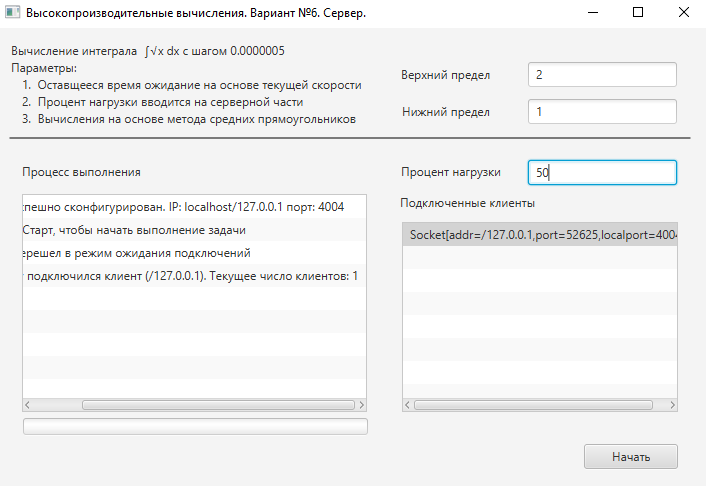 Высокопроизводительные вычисления. Вариант №6. Сервер.
Вычисление интеграла ∫√x dx с шагом 0.0000005
Параметры:
1. Оставщееся время ожидание на основе текущей скорости
2. Процент нагрузки вводится на серверной части
3. Вычисления на основе метода средних прямоугольников
Верхний предел 2
Нижний предел 1
Процесс выполнения
Процент нагрузки 50
Подключенные клиенты
спешно сконфигурирован. IP: localhost/127.0.0.1 порт: 4004
Старт, чтобы начать выполнение задачи
ерешел в режим ожидания подключений
подключился клиент (/127.0.0.1). Текущее число клиентов: 1
Socket[addr=/127.0.0.1,port=52625,localport=4004
Начать